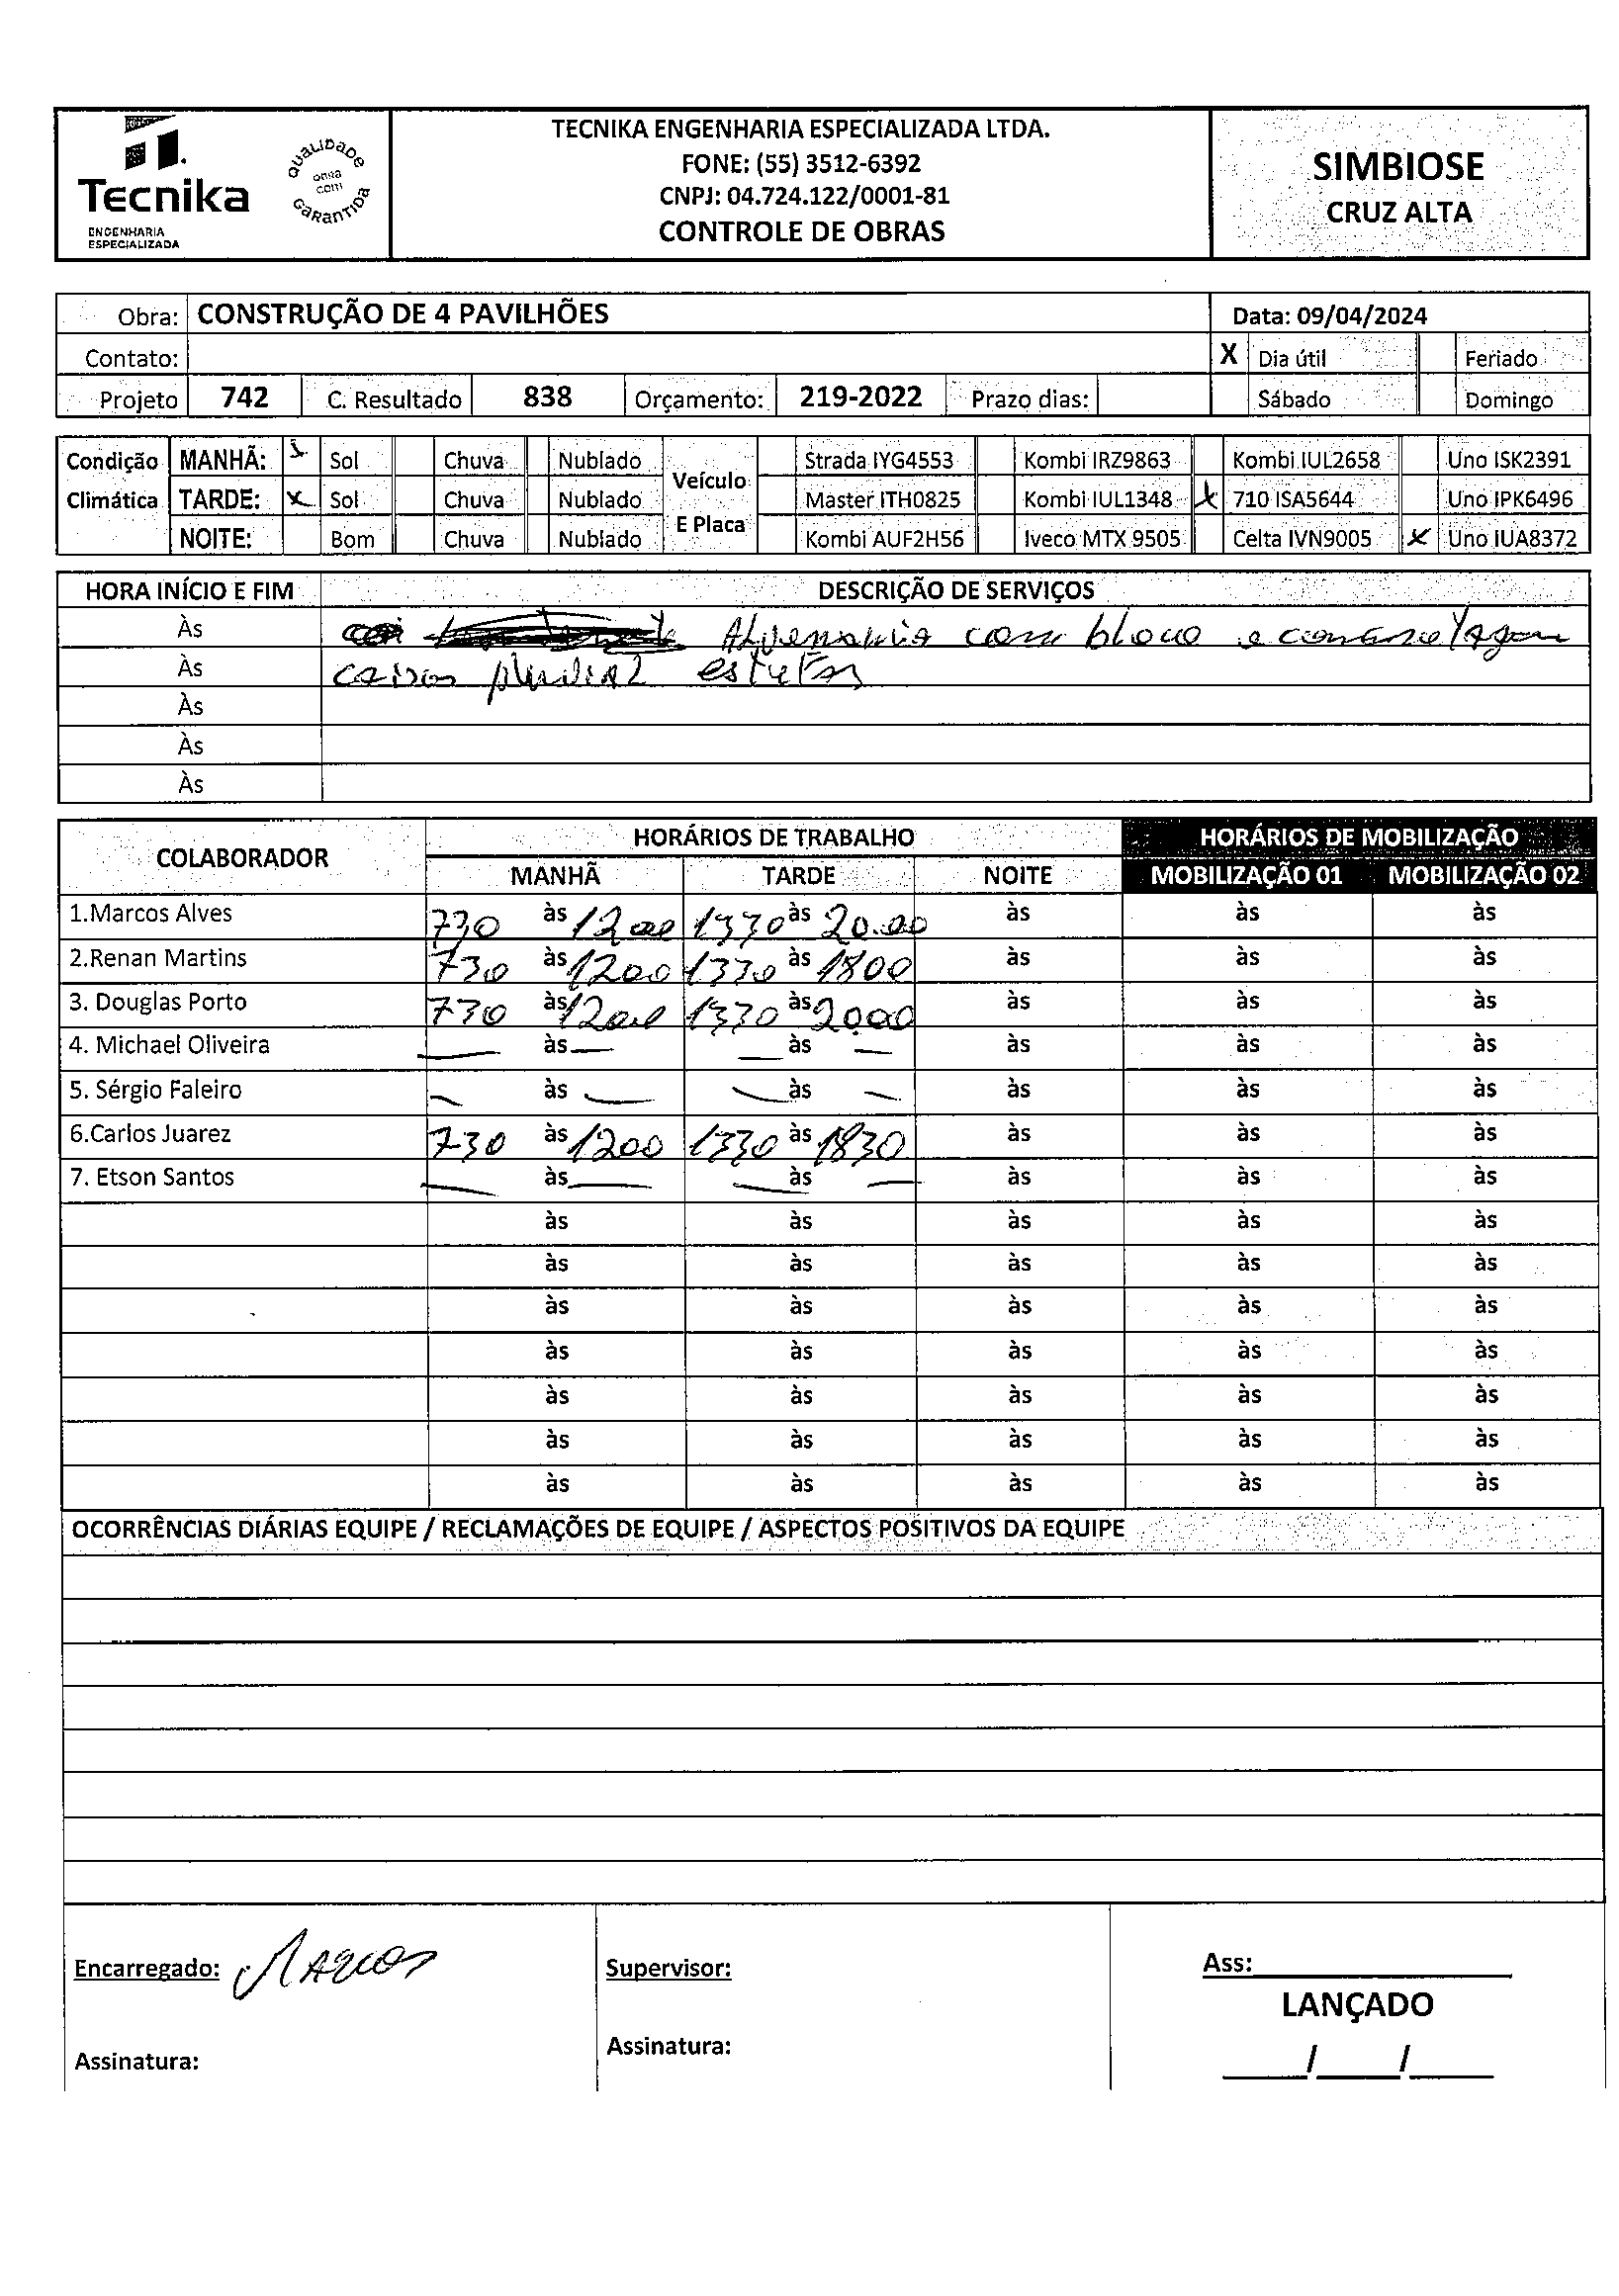 Tecnika
ENGENHARIA
ESPECIALIZADA
QUALIDADE
OBRA
COM
GARANTIDA
TECNIKA ENGENHARIA ESPECIALIZADA LTDA.
FONE: (55) 3512-6392
CNPJ: 04.724.122/0001-81
CONTROLE DE OBRAS
SIMBIOSE
CRUZ ALTA
Obra: CONSTRUÇÃO DE 4 PAVILHÕES Data: 09/04/2024
Contato: X Dia útil Feriado
Projeto 742 C. Resultado 838 Orçamento: 219-2022 Prazo dias: Sábado Domingo
Condição Climática Veículo E Placa
MANHÃ: x Sol Chuva Nublado Strada IYG4553 Kombi IRZ9863 Kombi IUL2658 Uno ISK2391
TARDE: x Sol Chuva Nublado Master ITH0825 Kombi IUL1348 x 710 ISA5644 Uno IPK6496
NOITE: Bom Chuva Nublado Kombi AUF2H56 Iveco MTX 9505 Celta IVN9005 x Uno IUA8372
HORA INÍCIO E FIM DESCRIÇÃO DE SERVIÇOS
Às Alvenaria com bloco e concretagem
Às pluvial
Às
Às
Às
COLABORADOR HORÁRIOS DE TRABALHO HORÁRIOS DE MOBILIZAÇÃO
MANHÃ TARDE NOITE MOBILIZAÇÃO 01 MOBILIZAÇÃO 02
1.Marcos Alves 730 às 1200 1330 às 20.00 às às às
2.Renan Martins 730 às 1200 1330 às 1800 às às às
3. Douglas Porto 730 às 1200 1330 às 2000 às às às
4. Michael Oliveira — às — — às — às às às
5. Sérgio Faleiro — às — — às — às às às
6.Carlos Juarez 730 às 1200 1330 às 1830 às às às
7. Etson Santos — às — — às — às às às
às às às às às
às às às às às
às às às às às
às às às às às
às às às às às
às às às às às
às às às às às
OCORRÊNCIAS DIÁRIAS EQUIPE / RECLAMAÇÕES DE EQUIPE / ASPECTOS POSITIVOS DA EQUIPE
Encarregado: Marcos Supervisor: Ass:
LANÇADO
Assinatura: Assinatura: / /